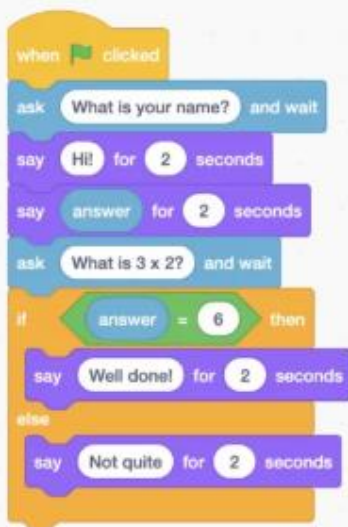 when clicked
ask What is your name? and wait
say Hi! for 2 seconds
say answer for 2 seconds
ask What is 3 x 2? and wait
if answer = 6 then
say Well done! for 2 seconds
else
say Not quite for 2 seconds